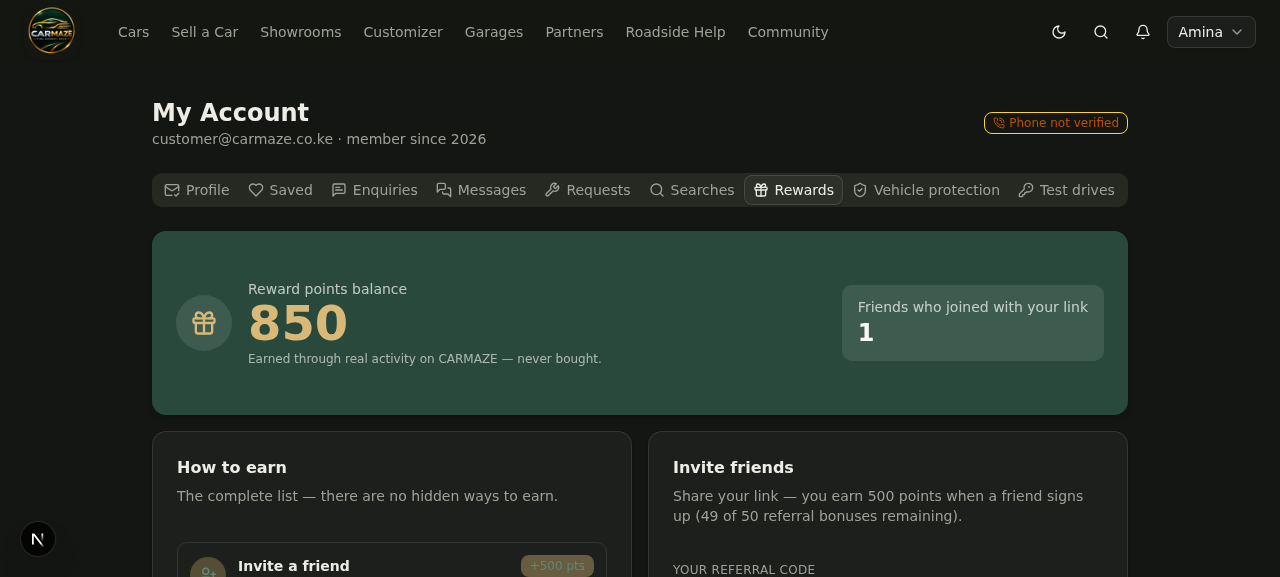 CARMAZE
Cars Sell a Car Showrooms Customizer Garages Partners Roadside Help Community
Amina
My Account
customer@carmaze.co.ke · member since 2026
Phone not verified
Profile Saved Enquiries Messages Requests Searches Rewards Vehicle protection Test drives
Reward points balance
850
Earned through real activity on CARMAZE — never bought.
Friends who joined with your link
1
How to earn
The complete list — there are no hidden ways to earn.
Invite a friend
+500 pts
Invite friends
Share your link — you earn 500 points when a friend signs
up (49 of 50 referral bonuses remaining).
YOUR REFERRAL CODE
N